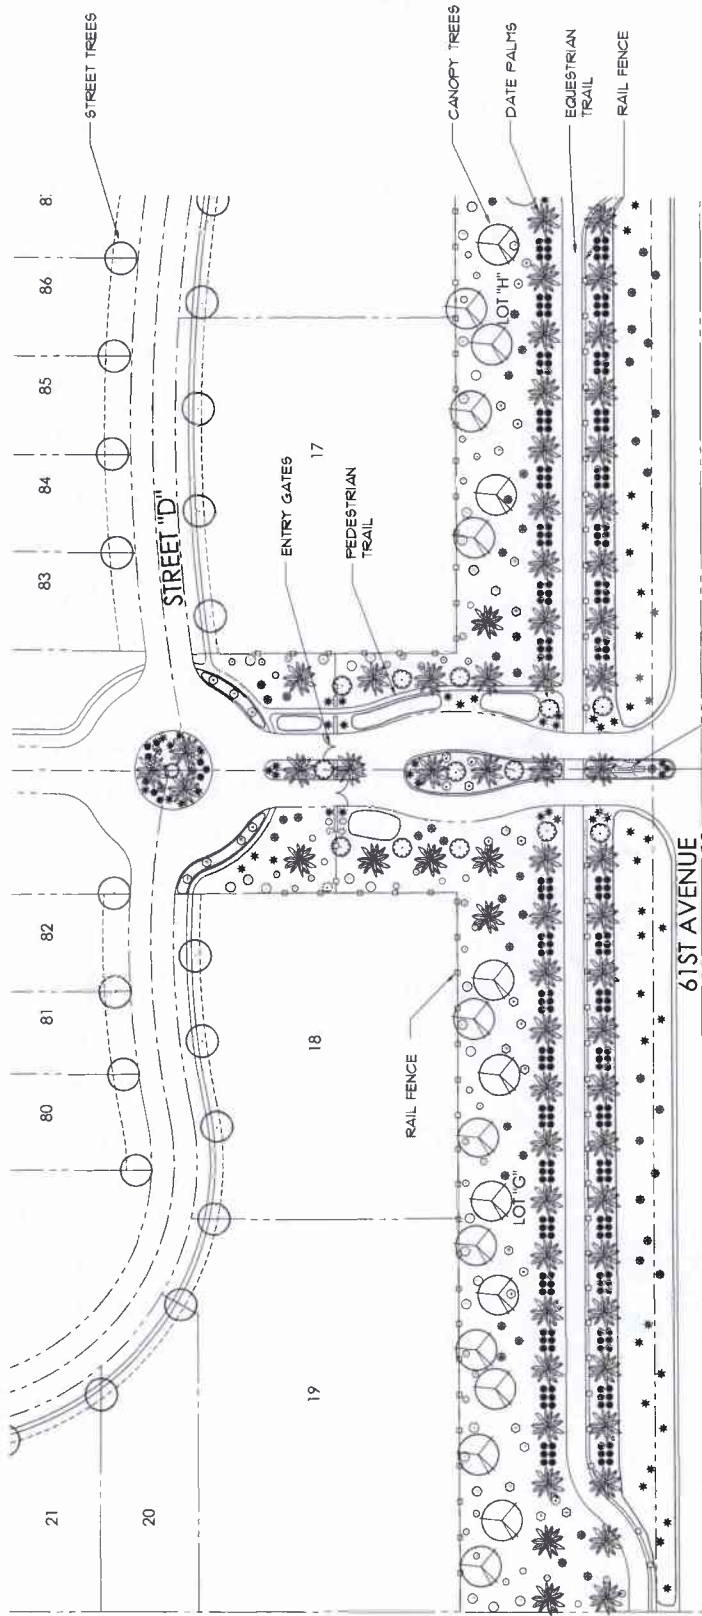 STREET TREES
CANOPY TREES
DATE PALMS
EQUESTRIAN
TRAIL
RAIL FENCE
86
85
84
83
STREET "D"
LOT "H"
ENTRY GATES
17
PEDESTRIAN
TRAIL
82
81
80
18
RAIL FENCE
LOT "G"
61ST AVENUE
19
21
20